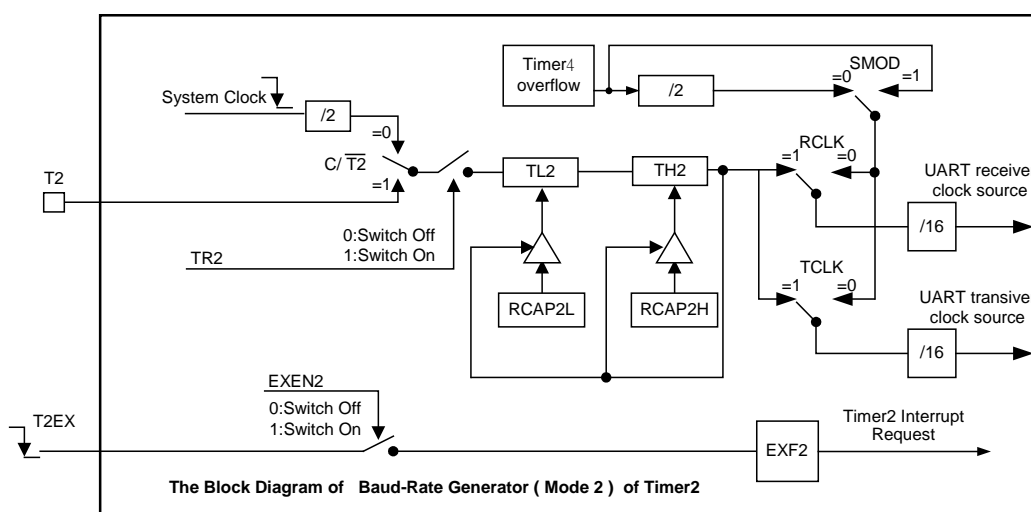 Timer4
overflow
SMOD
=0
=1
System Clock
/2
/2
=0
C/ T2
=1
T2
TL2
TH2
RCLK
=1
=0
UART receive
clock source
/16
0:Switch Off
1:Switch On
TR2
TCLK
=1
=0
RCAP2L
RCAP2H
UART transive
clock source
/16
EXEN2
0:Switch Off
1:Switch On
T2EX
EXF2
Timer2 Interrupt
Request
The Block Diagram of Baud-Rate Generator ( Mode 2 ) of Timer2